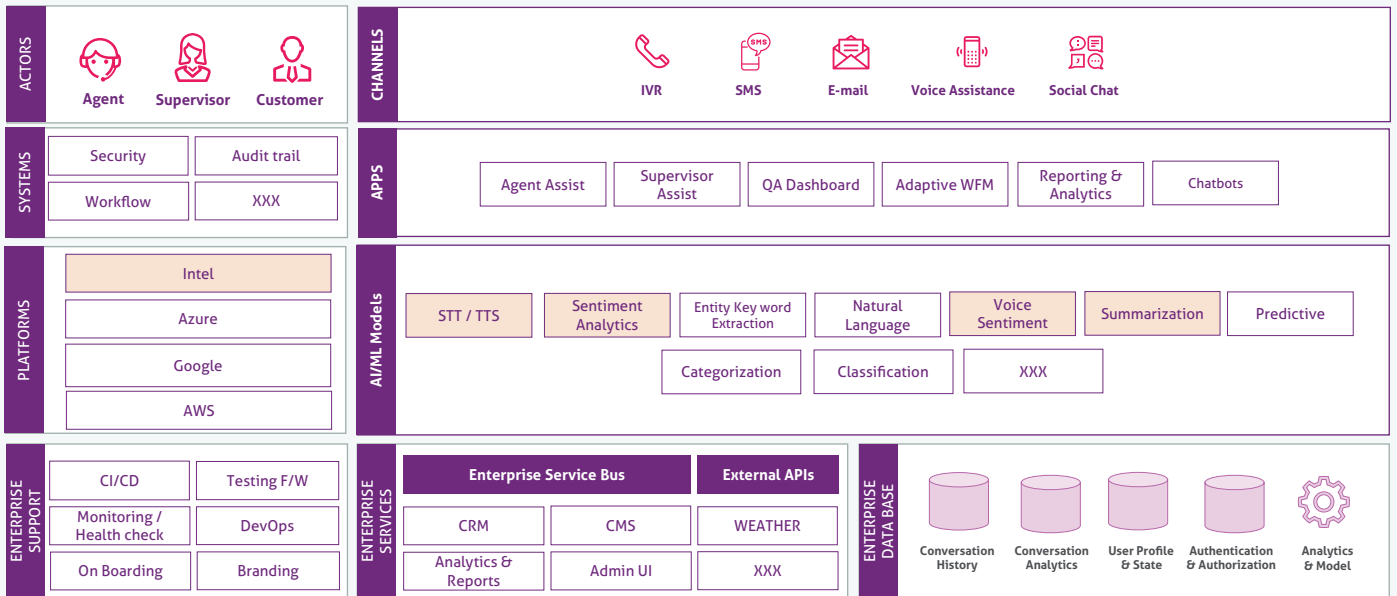 ACTORS
Agent
Supervisor
Customer
CHANNELS
IVR
SMS
SMS
E-mail
Voice Assistance
Social Chat
SYSTEMS
Security
Audit trail
Workflow
XXX
APPS
Agent Assist
Supervisor
Assist
QA Dashboard
Adaptive WFM
Reporting &
Analytics
Chatbots
PLATFORMS
Intel
Azure
Google
AWS
AI/ML Models
STT / TTS
Sentiment
Analytics
Entity Key word
Extraction
Natural
Language
Voice
Sentiment
Summarization
Predictive
Categorization
Classification
XXX
ENTERPRISE
SUPPORT
CI/CD
Testing F/W
Monitoring /
Health check
DevOps
On Boarding
Branding
ENTERPRISE
SERVICES
Enterprise Service Bus
External APIs
CRM
CMS
WEATHER
Analytics &
Reports
Admin UI
XXX
ENTERPRISE
DATA BASE
Conversation
History
Conversation
Analytics
User Profile
& State
Authentication
& Authorization
Analytics
& Model